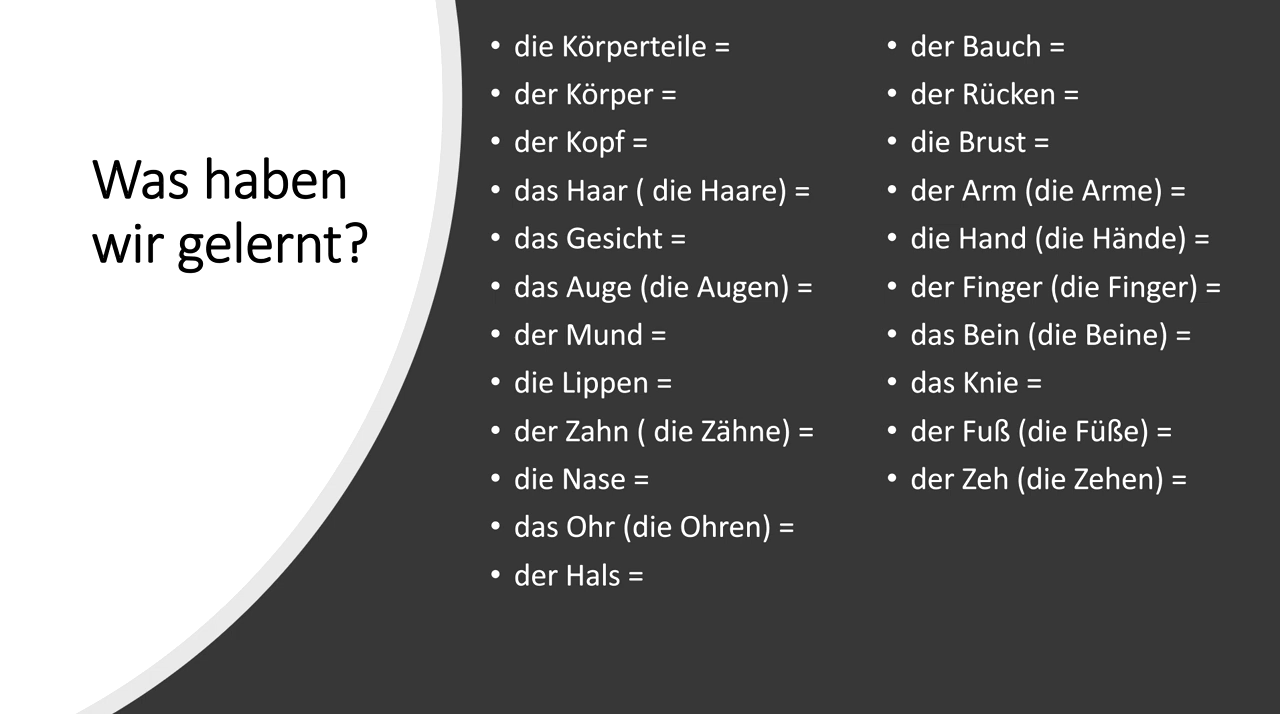 Was haben
wir gelernt?
• die Körperteile =
• der Körper =
• der Kopf =
• das Haar ( die Haare) =
• das Gesicht =
• das Auge (die Augen) =
• der Mund =
• die Lippen =
• der Zahn ( die Zähne) =
• die Nase =
• das Ohr (die Ohren) =
• der Hals =
• der Bauch =
• der Rücken =
• die Brust =
• der Arm (die Arme) =
• die Hand (die Hände) =
• der Finger (die Finger) =
• das Bein (die Beine) =
• das Knie =
• der Fuß (die Füße) =
• der Zeh (die Zehen) =